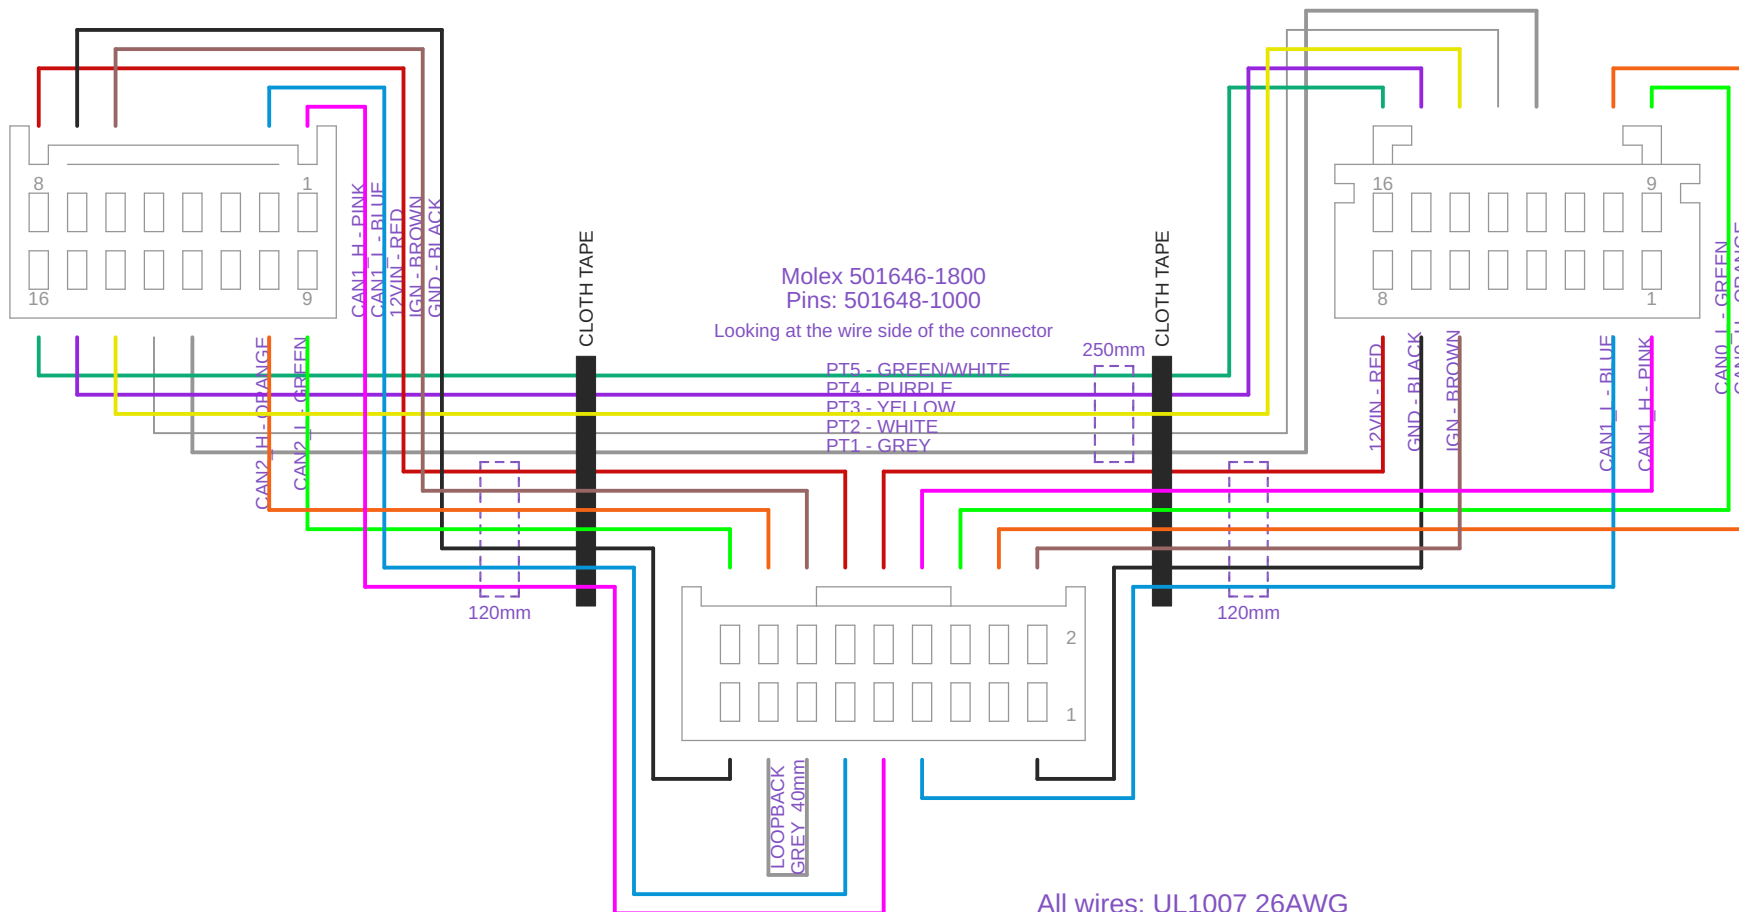 8
1
16
9
CAN1_H - PINK
CAN1_L - BLUE
12VIN - RED
IGN - BROWN
GND - BLACK
CAN2_H - ORANGE
CAN2_L - GREEN
CLOTH TAPE
Molex 501646-1800
Pins: 501648-1000
Looking at the wire side of the connector
250mm
CLOTH TAPE
PT5 - GREEN/WHITE
PT4 - PURPLE
PT3 - YELLOW
PT2 - WHITE
PT1 - GREY
16
9
8
1
12VIN - RED
GND - BLACK
IGN - BROWN
CAN1_L - BLUE
CAN1_H - PINK
CAN0_L - GREEN
CAN0_H - ORANGE
120mm
120mm
2
1
LOOPBACK
GREY 40mm
All wires: UL1007 26AWG